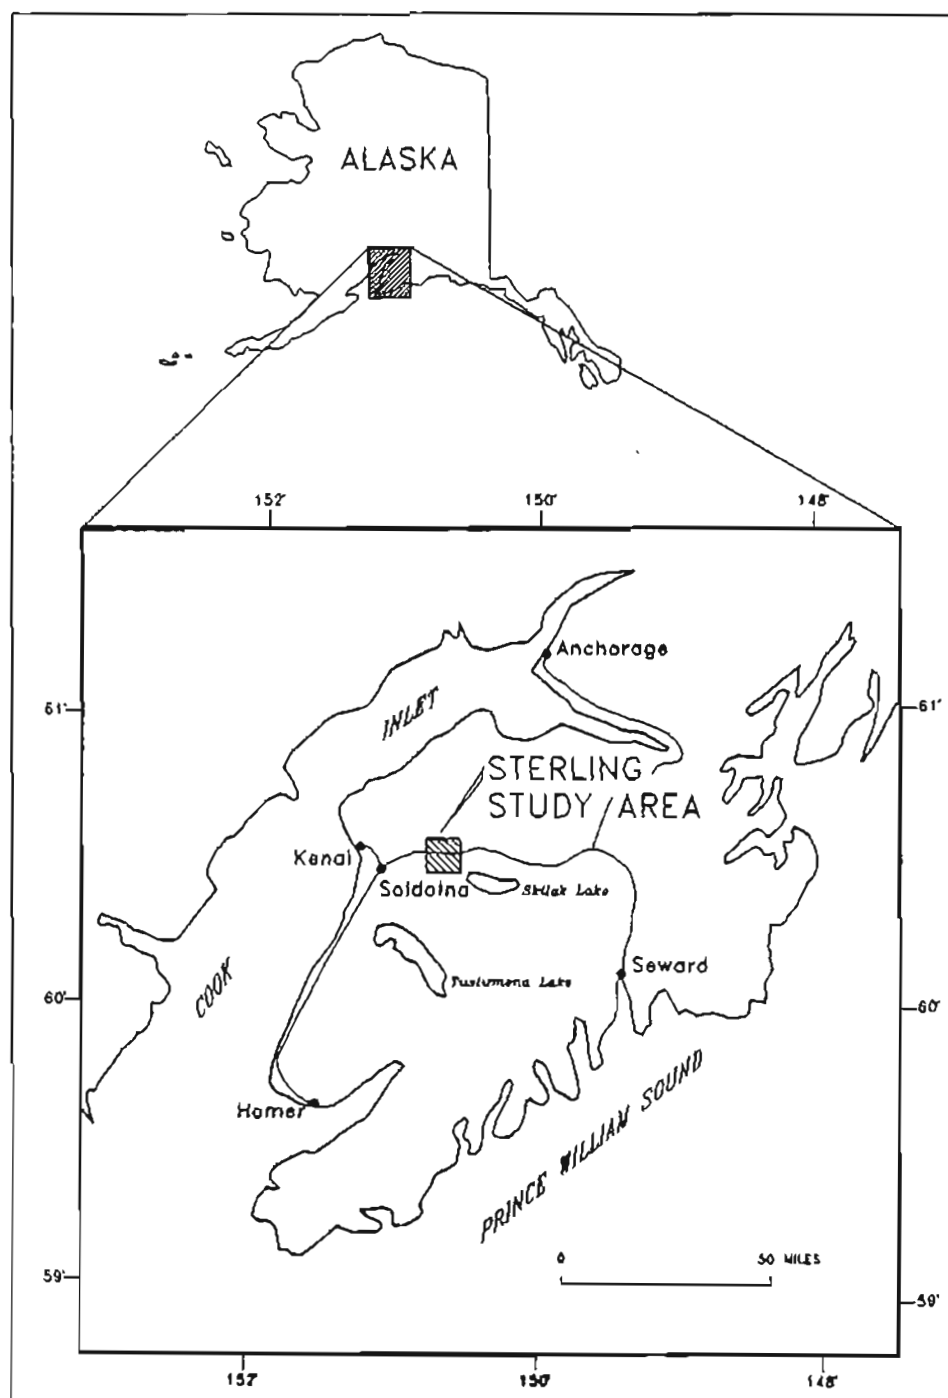 ALASKA
152°
150°
148°
Anchorage
61°
61°
INLET
STERLING
STUDY AREA
Kenai
Soldotna
Skilak Lake
Seward
Tustumena Lake
COOK
60°
60°
Homer
PRINCE WILLIAM SOUND
0
50 MILES
59°
59°
152°
150°
148°